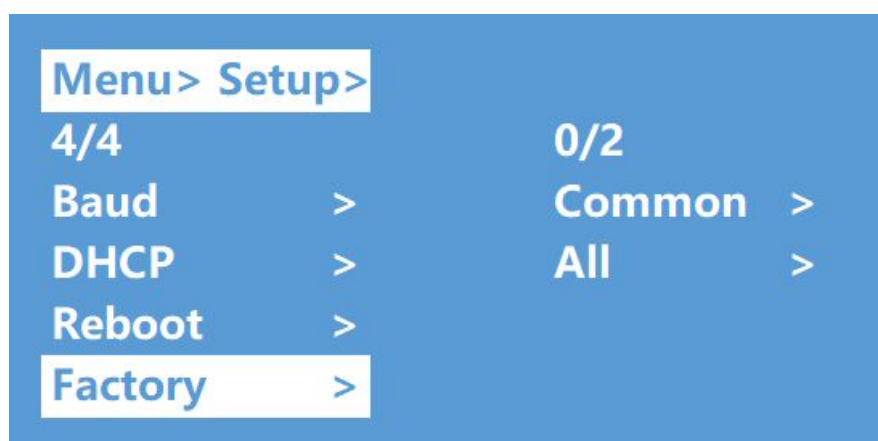 Menu> Setup>
4/4 0/2
Baud > Common >
DHCP > All >
Reboot >
Factory >